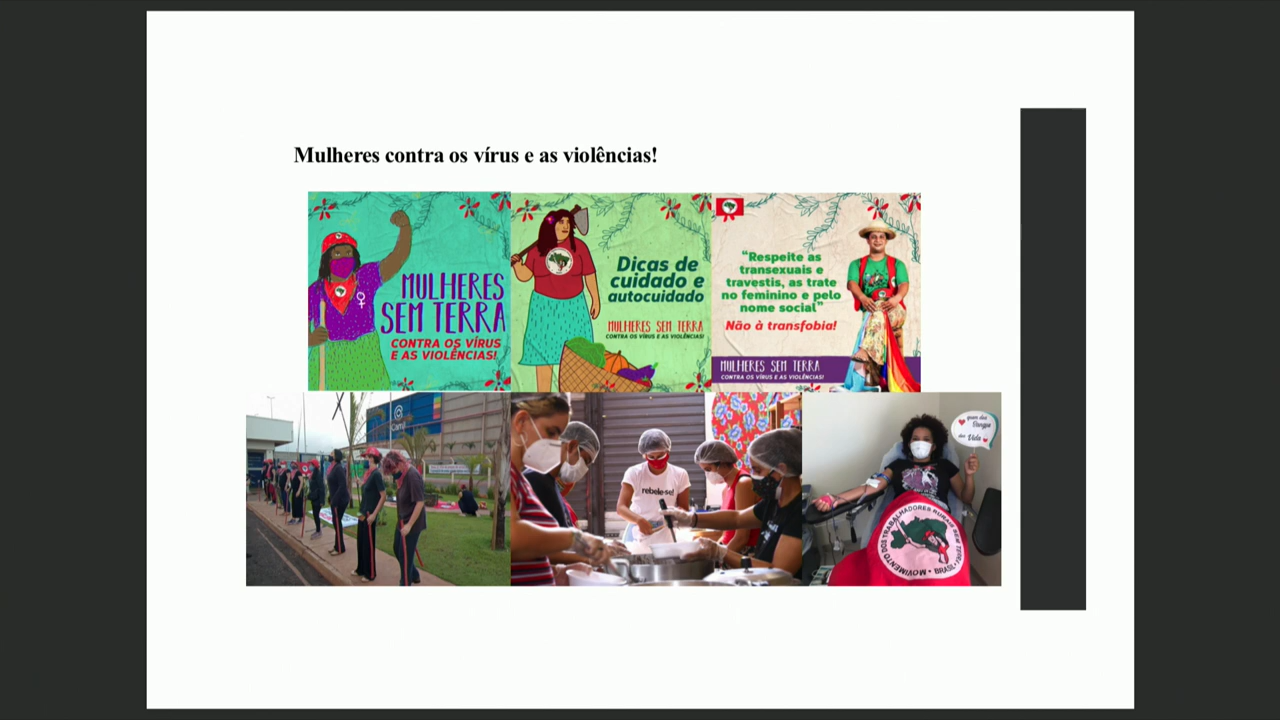 Mulheres contra os vírus e as violências!
MULHERES
SEM TERRA
CONTRA OS VÍRUS
E AS VIOLÊNCIAS!
Dicas de
cuidado e
autocuidado
MULHERES SEM TERRA
CONTRA OS VÍRUS E AS VIOLÊNCIAS!
“Respeite as
transexuais e
travestis, as trate
no feminino e pelo
nome social”
Não à transfobia!
MULHERES SEM TERRA
CONTRA OS VÍRUS E AS VIOLÊNCIAS!
rebele-se!
Sangue
Vida
MOVIMENTO DOS TRABALHADORES RURAIS SEM TERRA
BRASIL